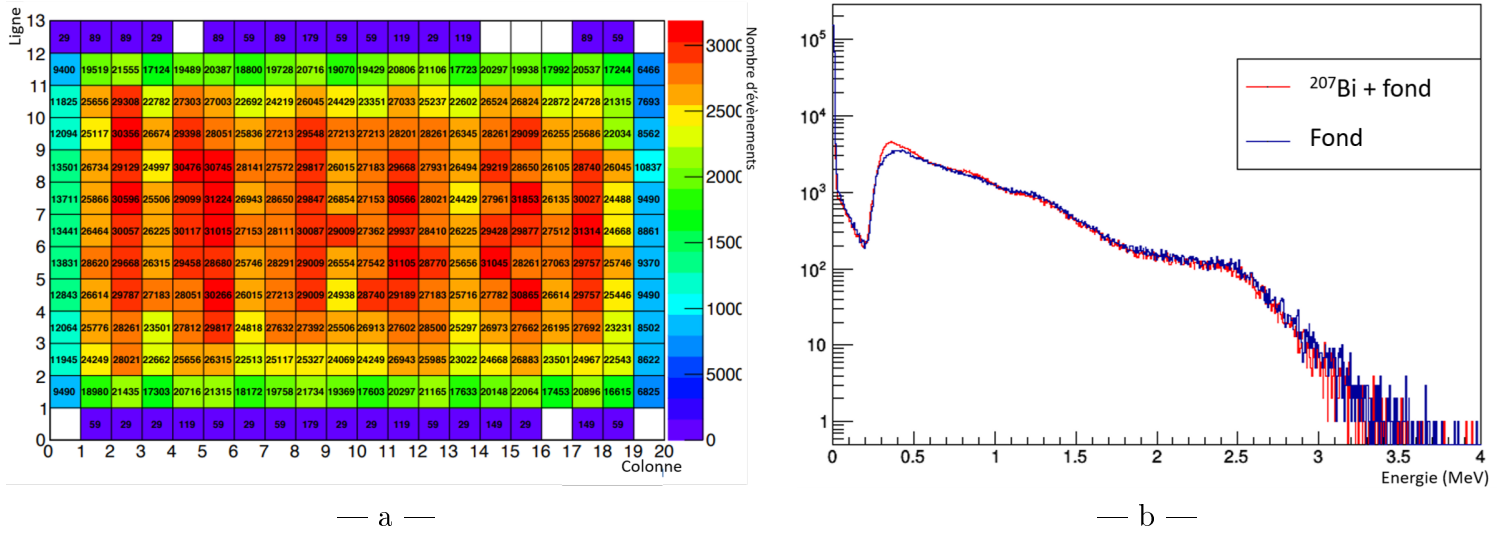 Ligne
13
29 89 89 29 89 59 89 179 59 59 119 29 119 89 59
12
9400 19519 21555 17124 19489 20387 18800 19728 20716 19070 19429 20806 21106 17723 20297 19938 17992 20537 17244 6466
11
11825 25656 29308 22782 27303 27003 22692 24219 26045 24429 23351 27033 25237 22602 26524 26824 22872 24728 21315 7693
10
12094 25117 30356 26674 29398 28051 25836 27213 29548 27213 27213 28201 28261 26345 28261 29099 26255 25686 22034 8562
9
13501 26734 29129 24997 30476 30745 28141 27572 29817 26015 27183 29668 27931 26494 29219 28650 26105 28740 26045 10837
8
13711 25866 30596 25506 29099 31224 26943 28650 29847 26854 27153 30566 28021 24429 27961 31853 26135 30027 24488 9490
7
13441 26464 30057 26225 30117 31015 27153 28111 30087 29009 27362 29937 28410 26225 29428 29877 27512 31314 24668 8861
6
13831 28620 29668 26315 29458 28680 25746 28291 29009 26554 27542 31105 28770 25656 31045 28261 27063 29757 25746 9370
5
12843 26614 29787 27183 28051 30266 26015 27213 29009 24938 28740 29189 27183 25716 27782 30865 26614 29757 25446 9490
4
12064 25776 28261 23501 27812 29817 24818 27632 27392 25506 26913 27602 28500 25297 26973 27662 26195 27692 23231 8502
3
11945 24249 28021 22662 25656 26315 22513 25117 25327 24069 24249 26943 25985 23022 24668 26883 23501 24967 22543 8622
2
9490 18980 21435 17303 20716 21315 18172 19758 21734 19369 17603 20297 21165 17633 20148 22064 17453 20896 16615 6825
1
59 29 29 119 59 29 59 179 29 29 119 59 29 149 29 149 59
0
0 1 2 3 4 5 6 7 8 9 10 11 12 13 14 15 16 17 18 19 20
Colonne
3000
2500
2000
1500
1000
5000
0
Nombre d'évènements
— a —
10⁵
10⁴
10³
10²
10
1
0 0.5 1 1.5 2 2.5 3 3.5 4
Energie (MeV)
²⁰⁷Bi + fond
Fond
— b —